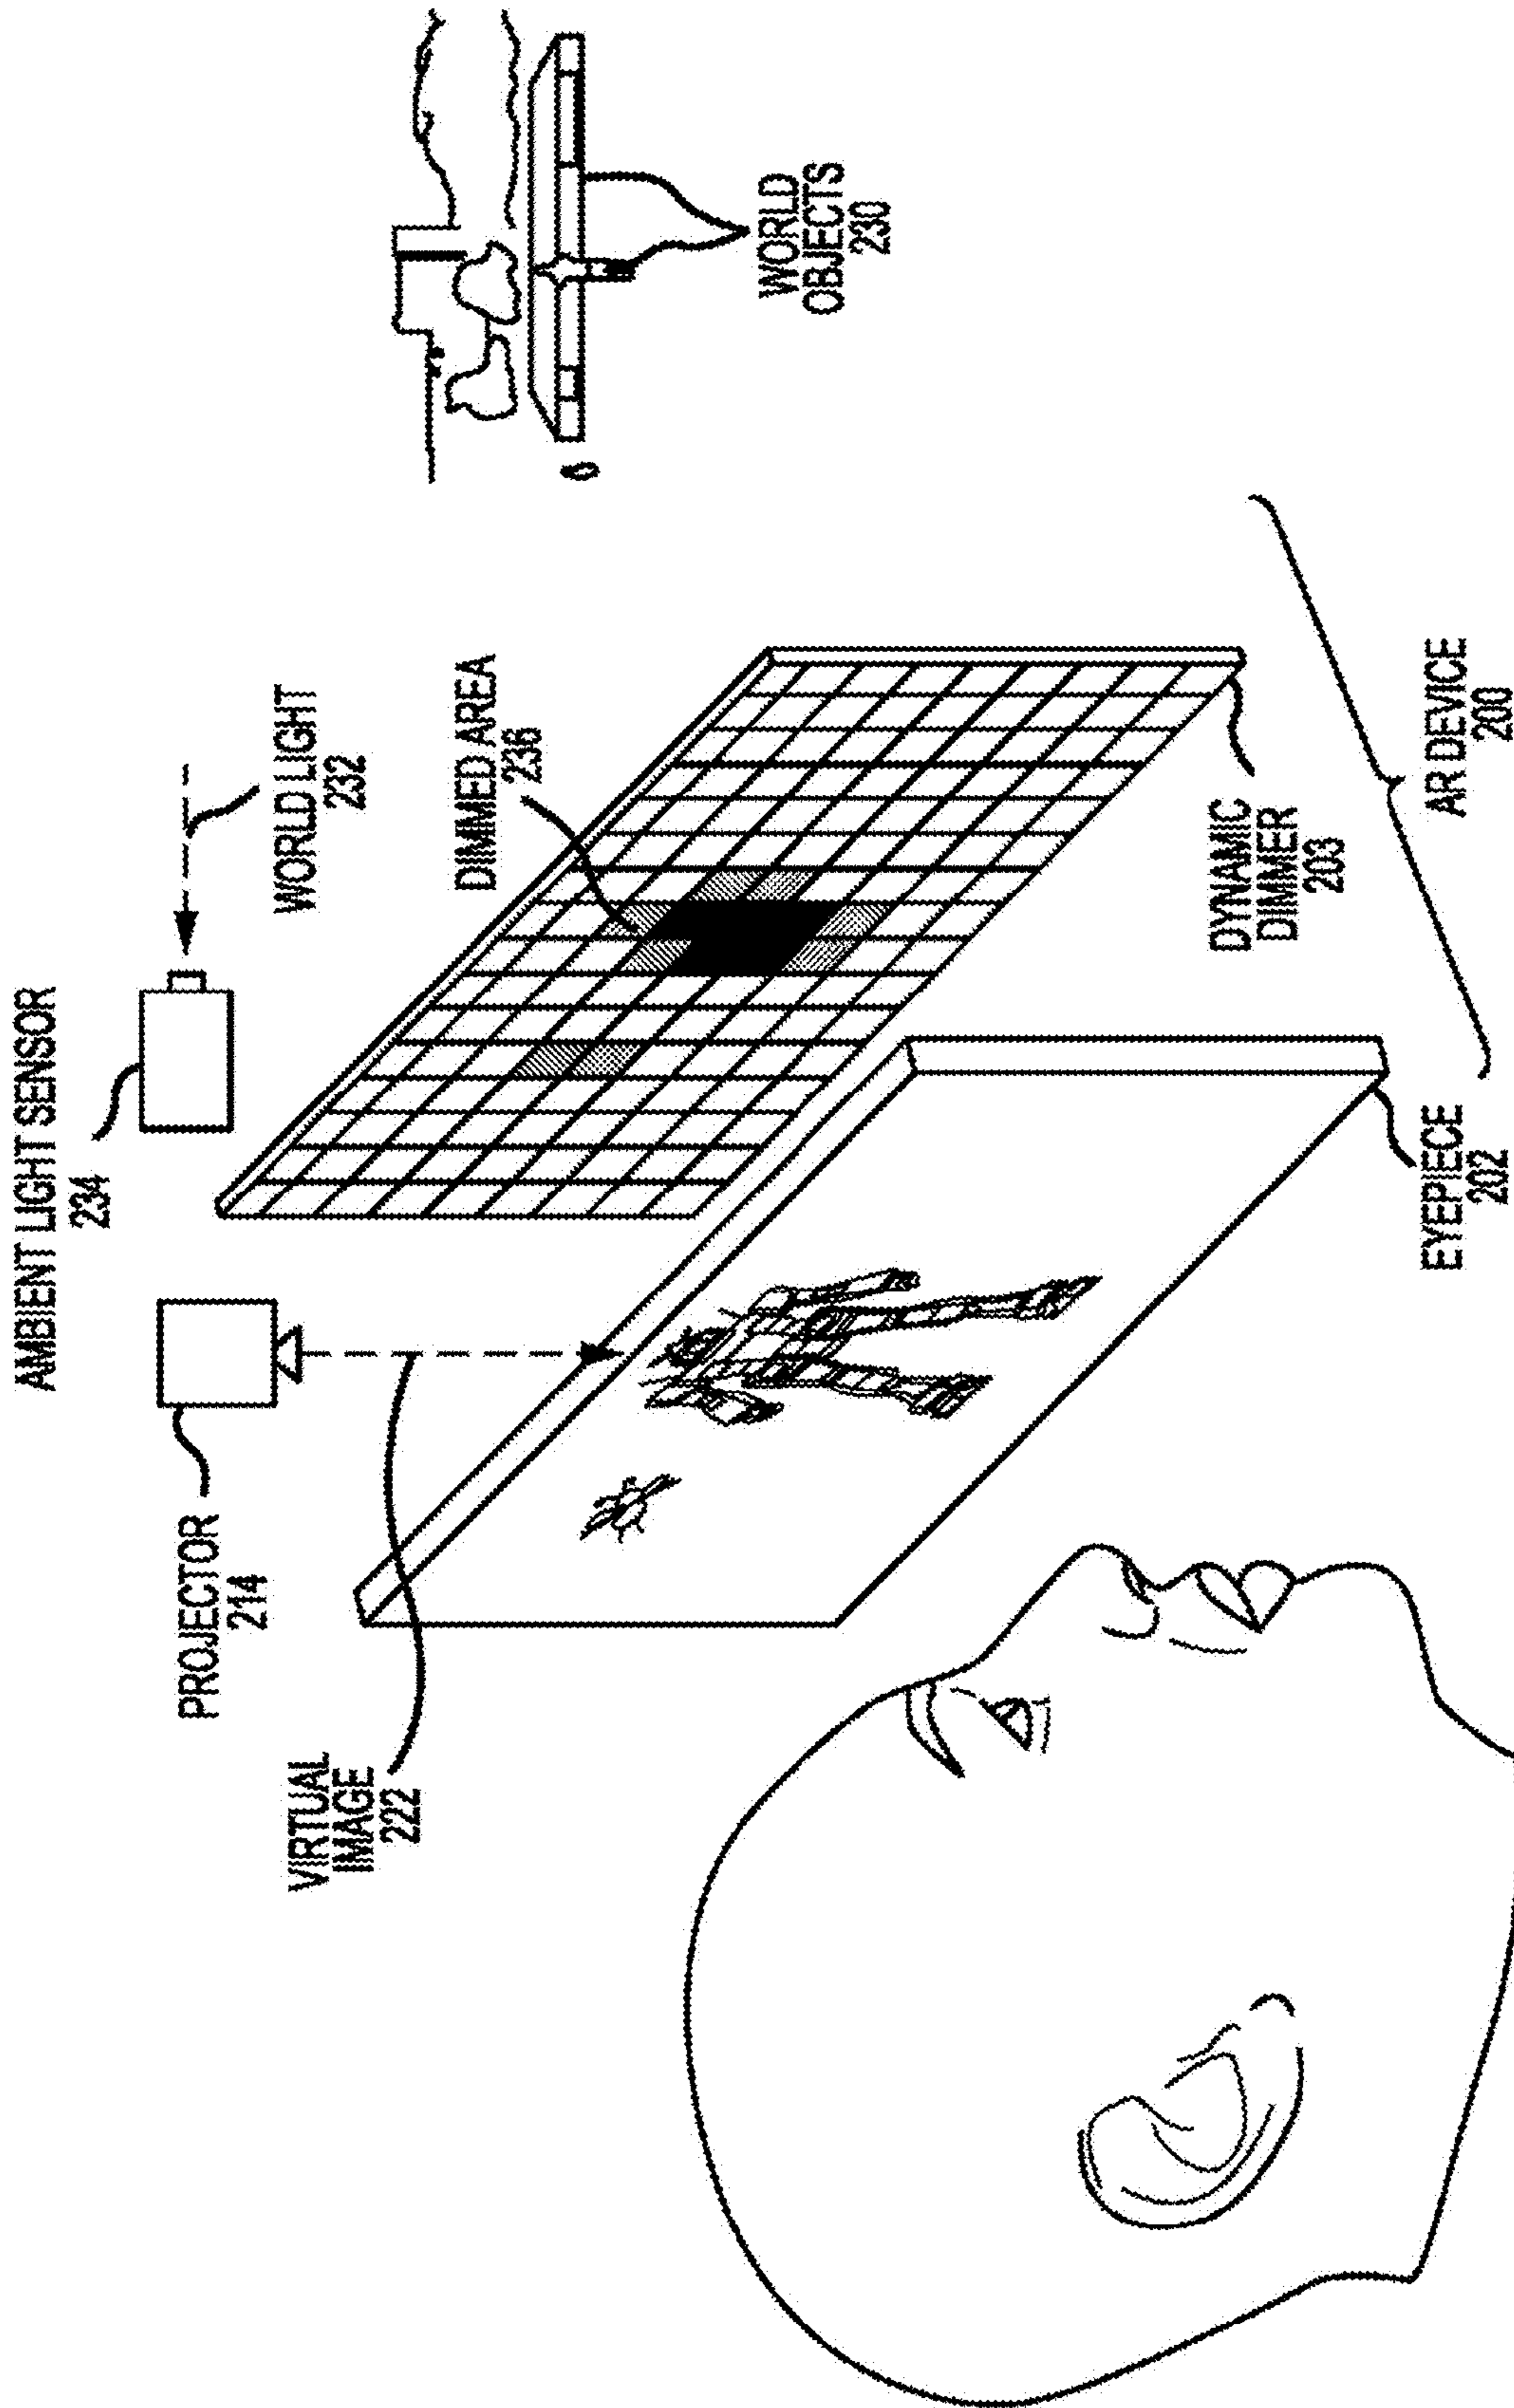 AMBIENT LIGHT SENSOR
234
WORLD LIGHT
232
PROJECTOR
214
VIRTUAL
IMAGE
222
DIMMED AREA
236
WORLD
OBJECTS
230
DYNAMIC
DIMMER
203
EYEPIECE
202
AR DEVICE
200